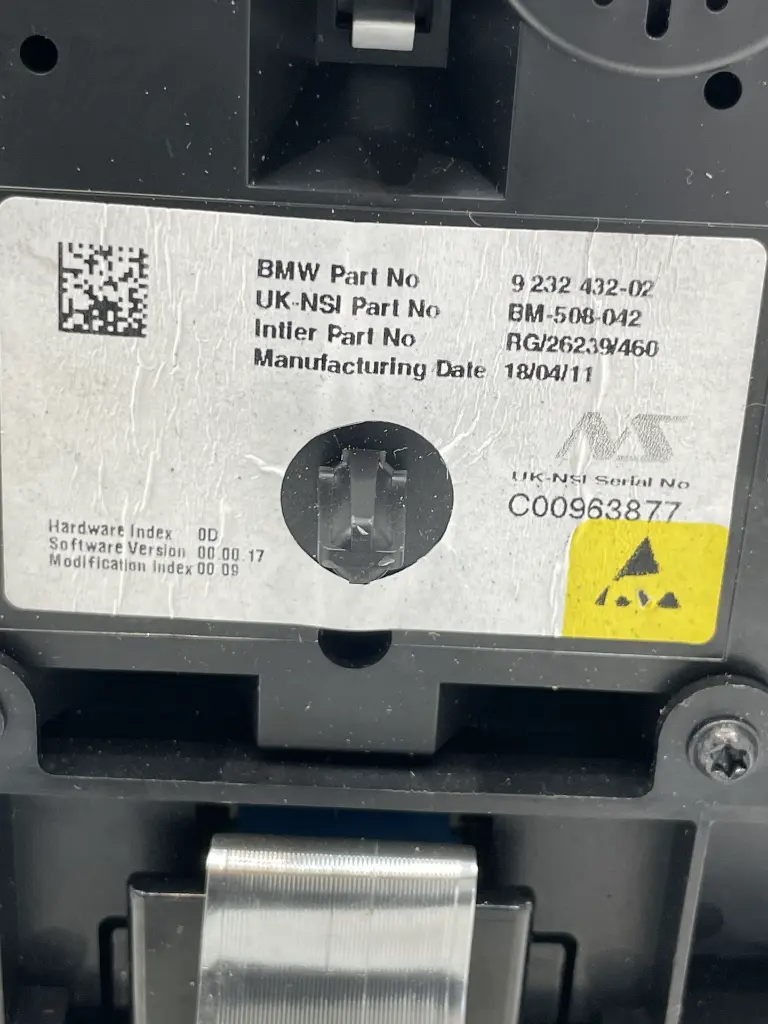 BMW Part No 9 232 432-02
UK-NSI Part No BM-508-042
Intier Part No RG/26239/460
Manufacturing Date 18/04/11
UK-NSI Serial No
C00963877
Hardware Index 0D
Software Version 00.00.17
Modification Index 00 09